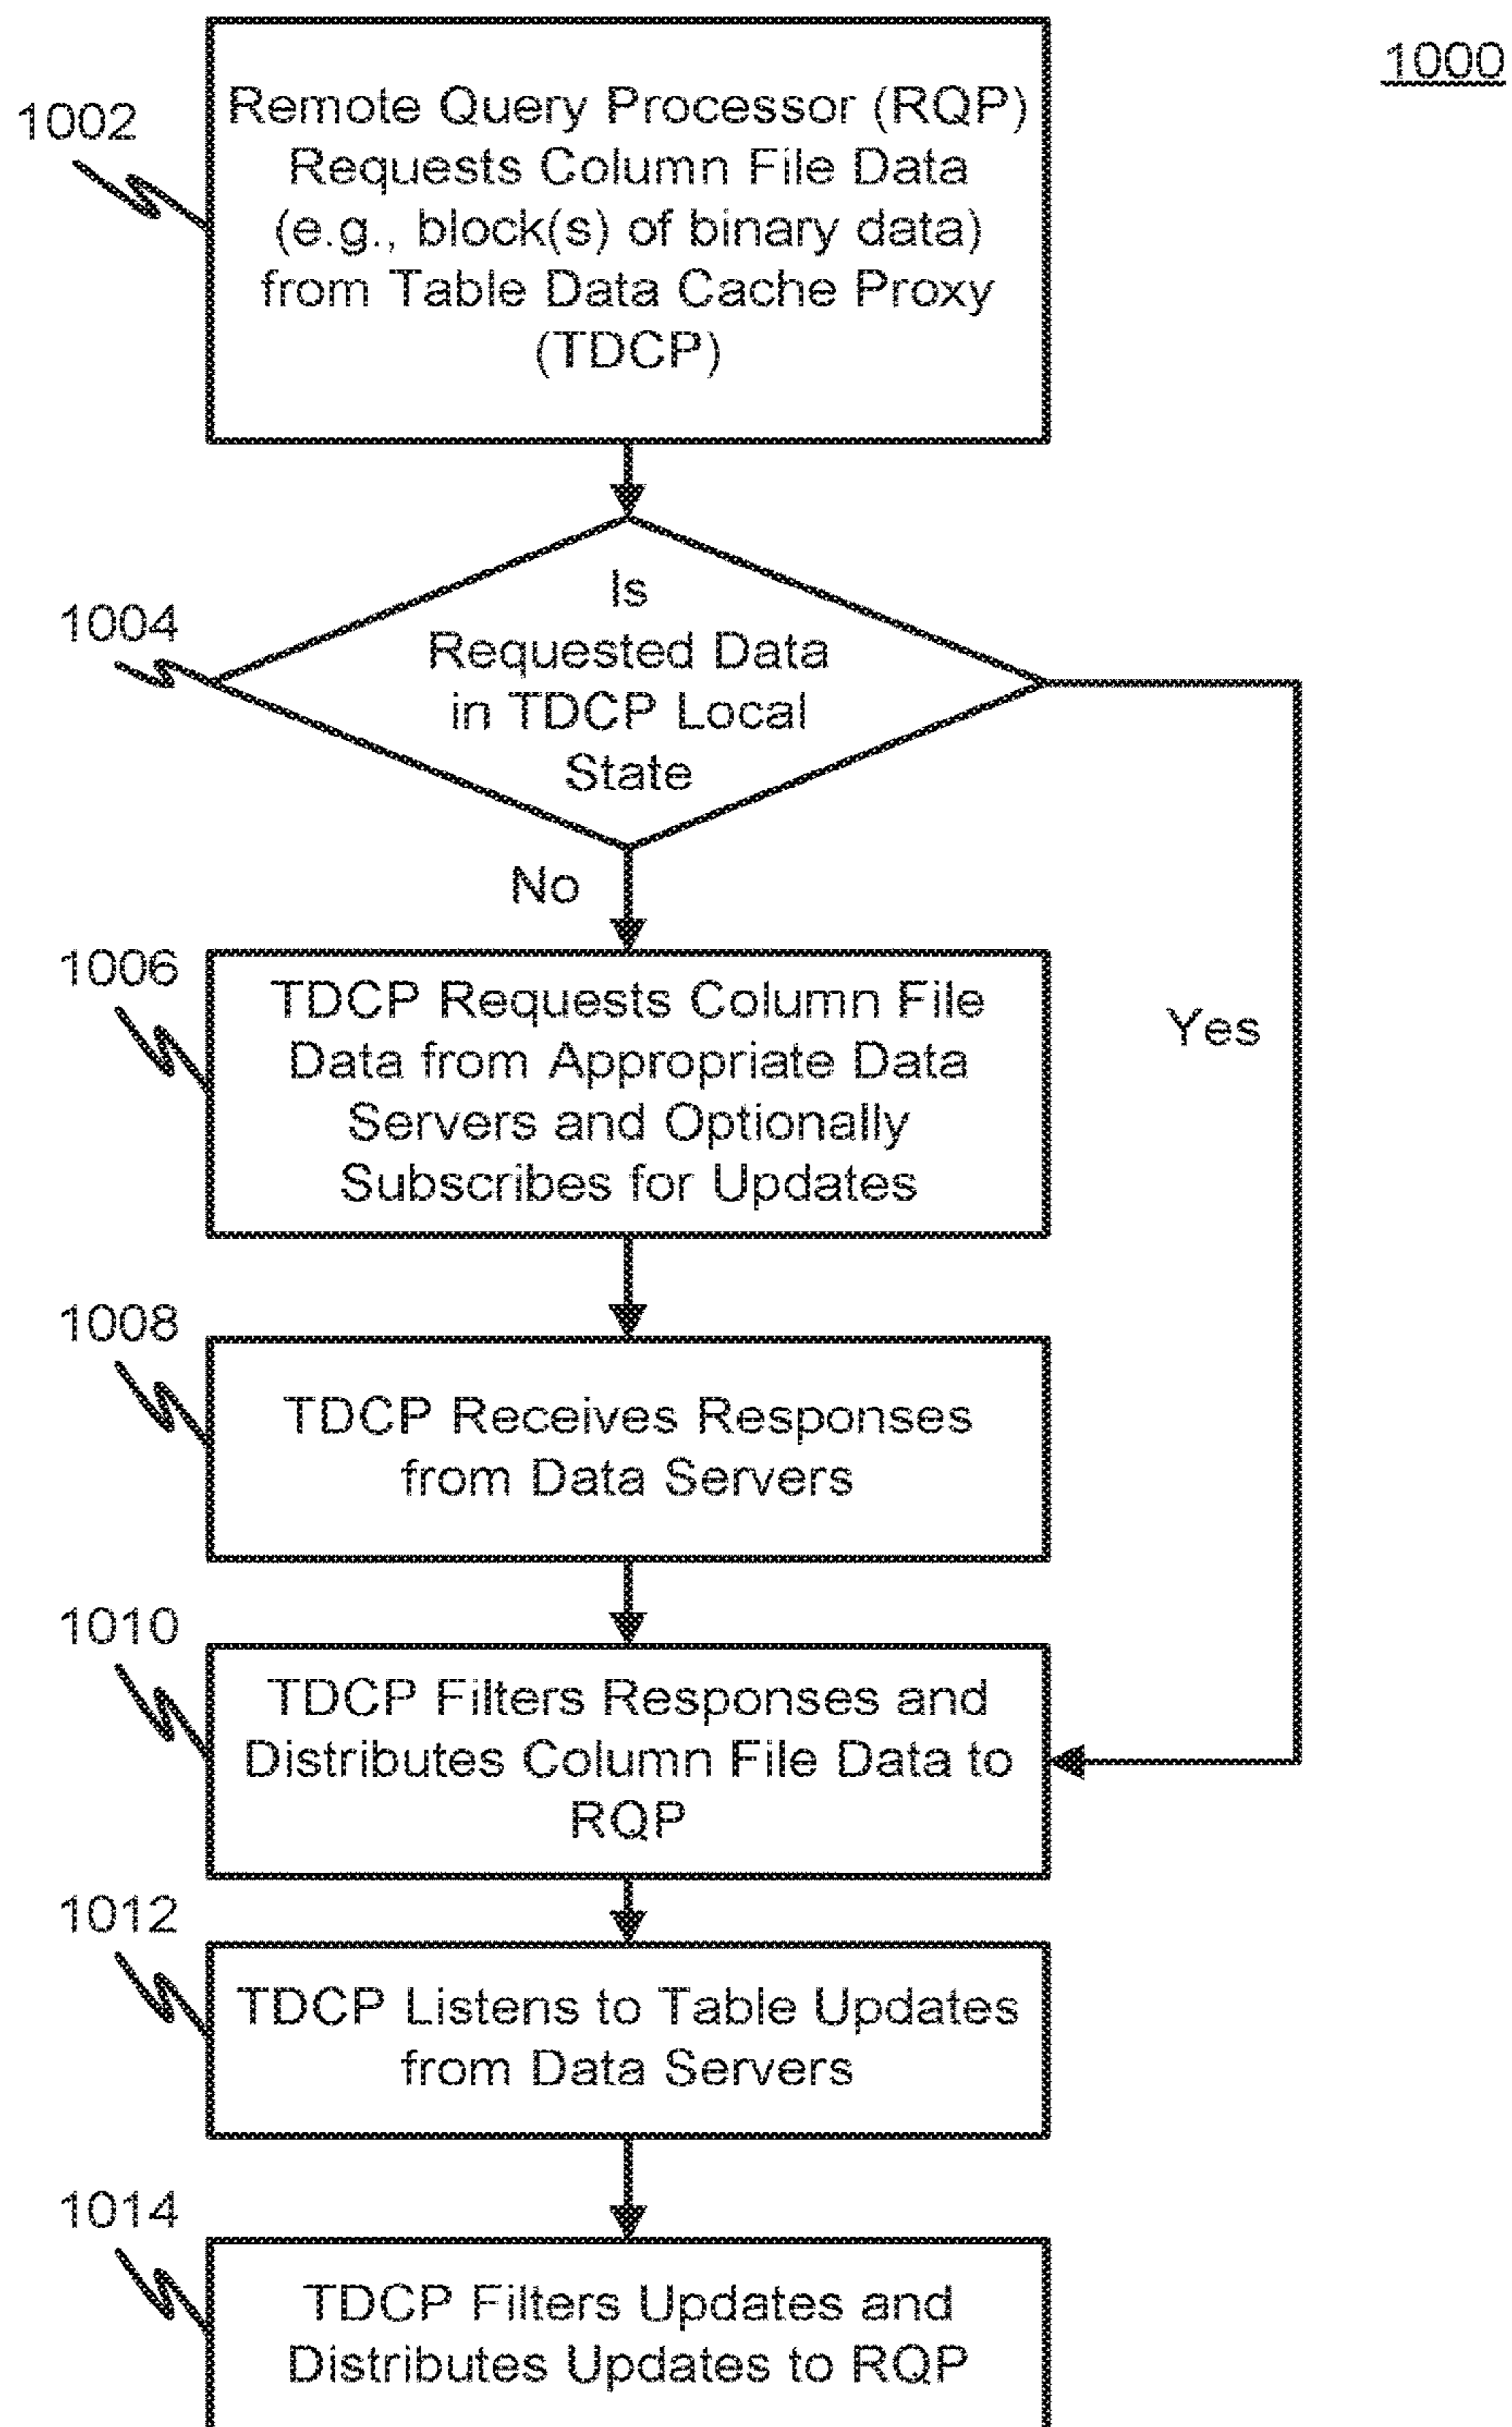 1000
1002
Remote Query Processor (RQP)
Requests Column File Data
(e.g., block(s) of binary data)
from Table Data Cache Proxy
(TDCP)
1004
Is
Requested Data
in TDCP Local
State
No
Yes
1006
TDCP Requests Column File
Data from Appropriate Data
Servers and Optionally
Subscribes for Updates
1008
TDCP Receives Responses
from Data Servers
1010
TDCP Filters Responses and
Distributes Column File Data to
RQP
1012
TDCP Listens to Table Updates
from Data Servers
1014
TDCP Filters Updates and
Distributes Updates to RQP